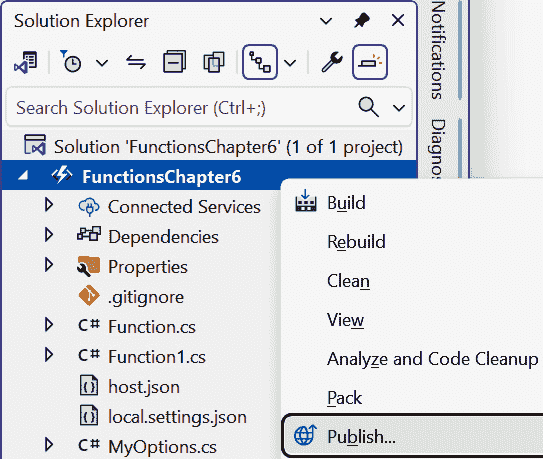 Solution Explorer
Search Solution Explorer (Ctrl+;)
Solution 'FunctionsChapter6' (1 of 1 project)
FunctionsChapter6
Connected Services
Dependencies
Properties
.gitignore
C# Function.cs
C# Function1.cs
host.json
local.settings.json
C# MyOptions.cs
Build
Rebuild
Clean
View
Analyze and Code Cleanup
Pack
Publish...
Notifications